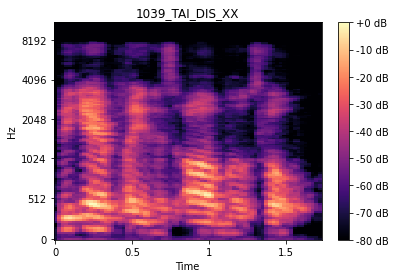 1039_TAI_DIS_XX
+0 dB
8192
-10 dB
4096
-20 dB
-30 dB
Hz
2048
-40 dB
1024
-50 dB
-60 dB
512
-70 dB
0
-80 dB
0
0.5
1
1.5
Time